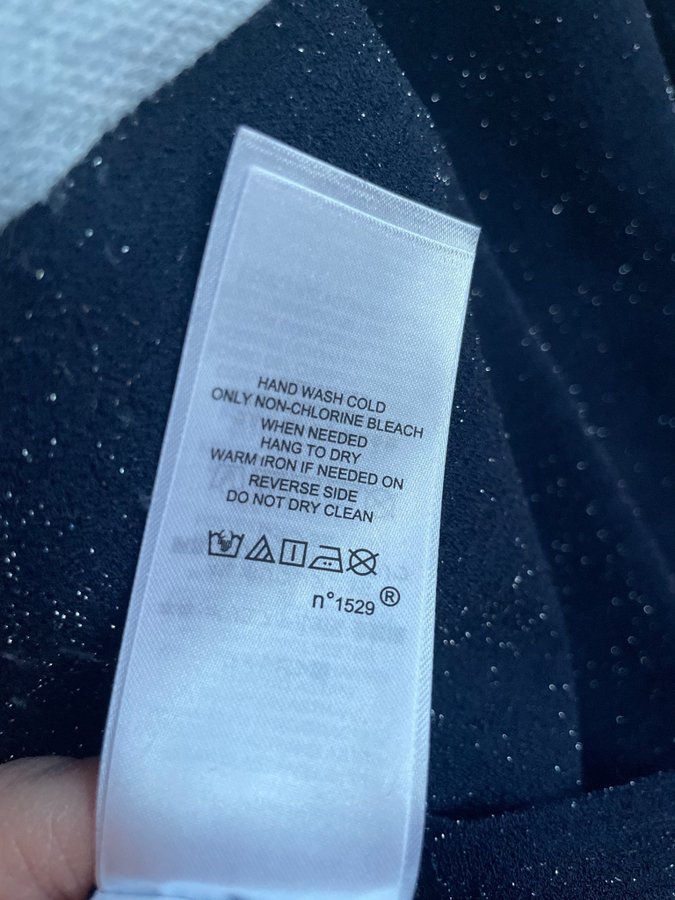 HAND WASH COLD
ONLY NON-CHLORINE BLEACH
WHEN NEEDED
HANG TO DRY
WARM IRON IF NEEDED ON
REVERSE SIDE
DO NOT DRY CLEAN
n°1529®